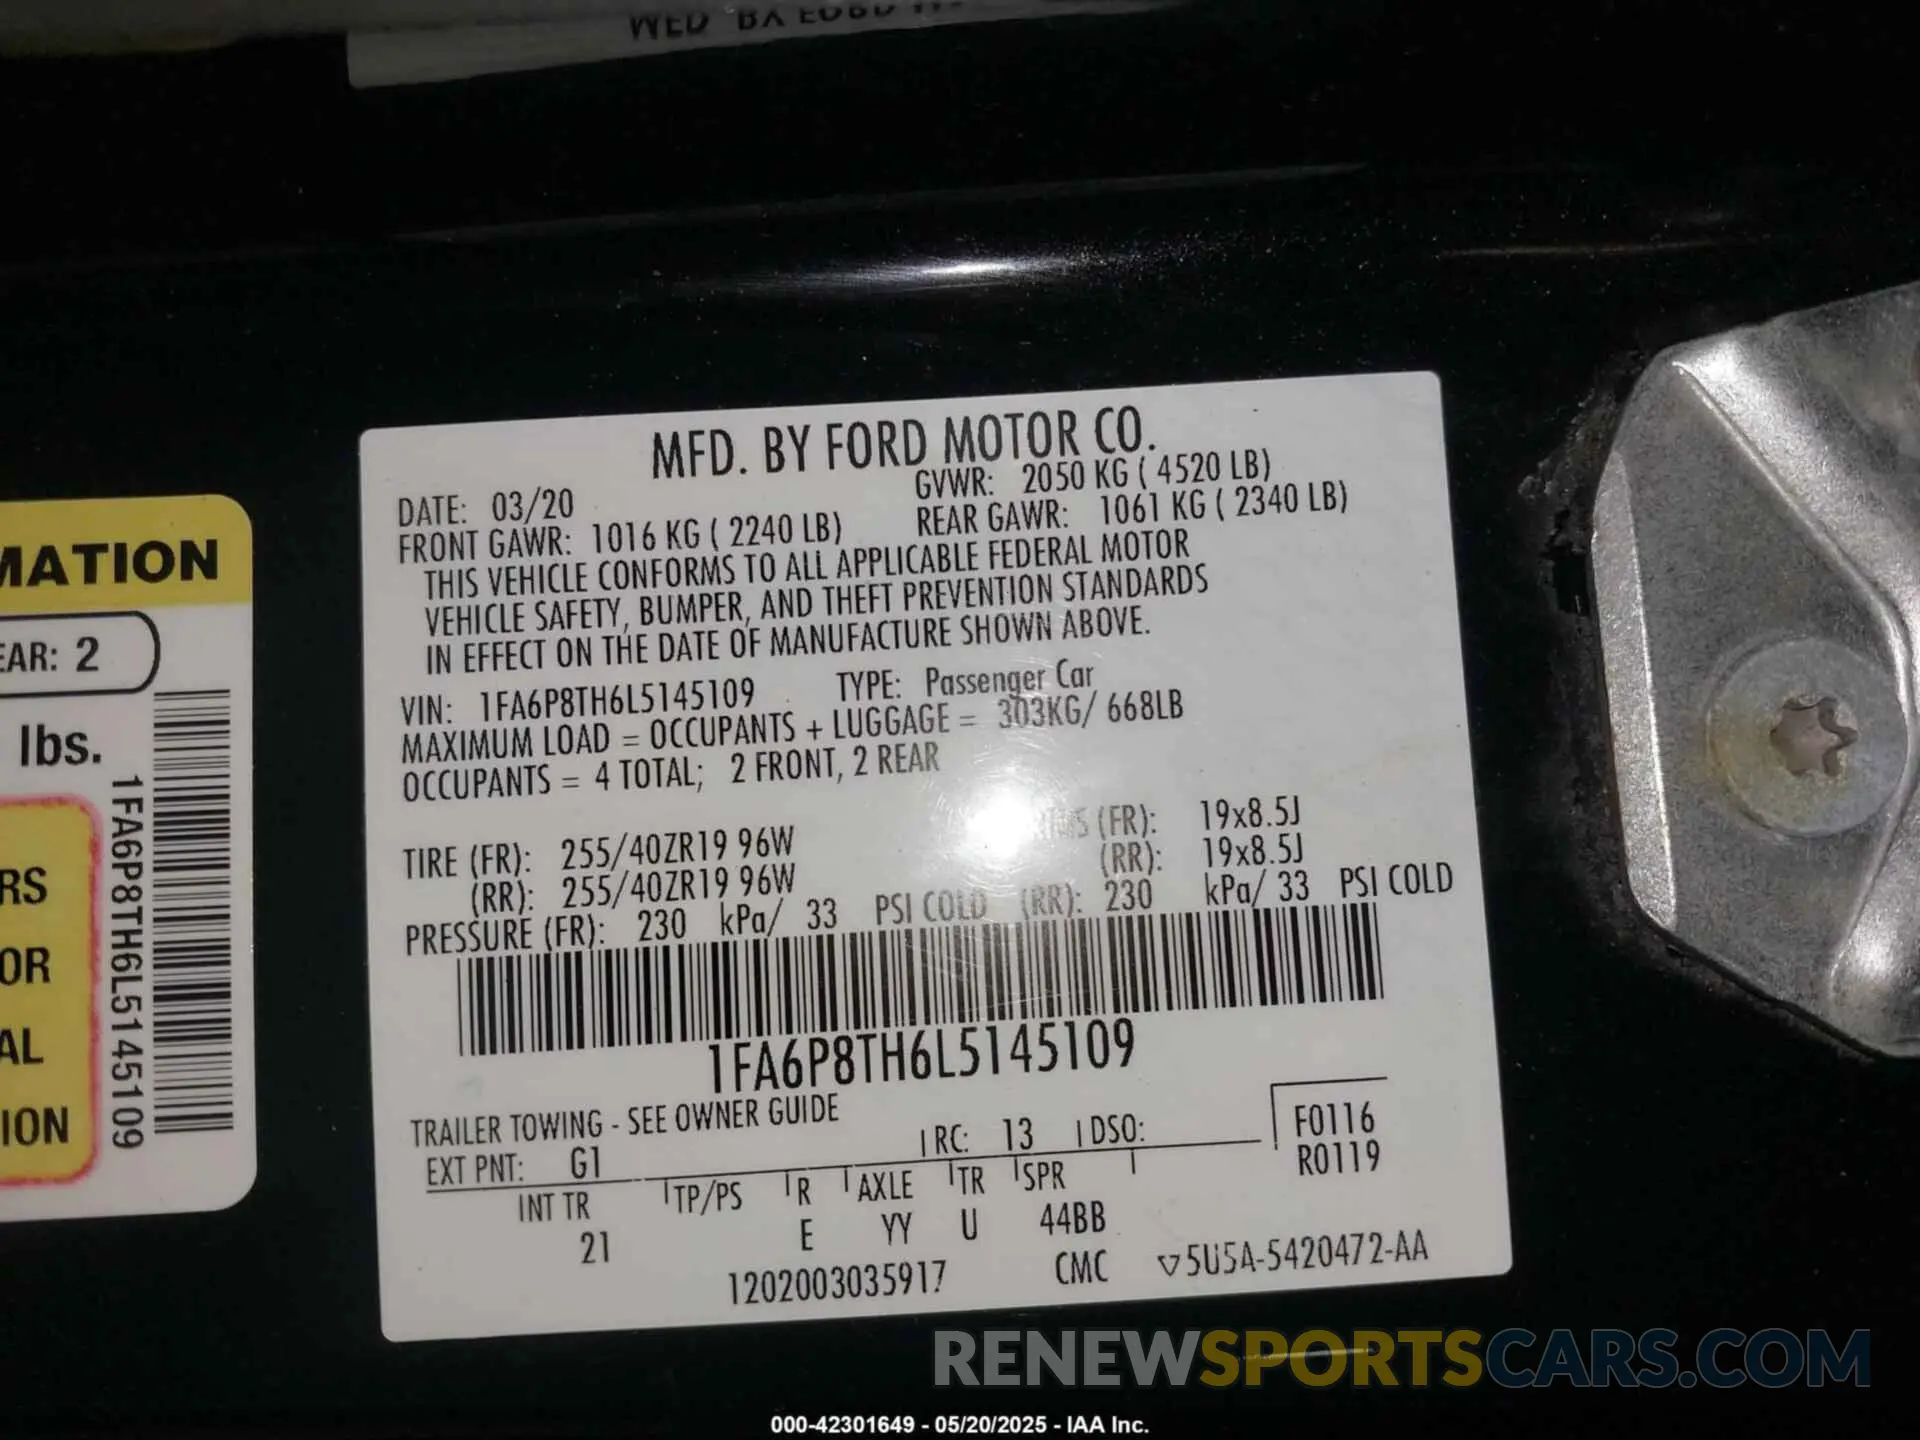 BY FORD
MATION
EAR: 2
lbs.
1FA6P8TH6L5145109
RS
OR
AL
ION
MFD. BY FORD MOTOR CO.
DATE: 03/20 GVWR: 2050 KG ( 4520 LB)
FRONT GAWR: 1016 KG ( 2240 LB) REAR GAWR: 1061 KG ( 2340 LB)
THIS VEHICLE CONFORMS TO ALL APPLICABLE FEDERAL MOTOR
VEHICLE SAFETY, BUMPER, AND THEFT PREVENTION STANDARDS
IN EFFECT ON THE DATE OF MANUFACTURE SHOWN ABOVE.
VIN: 1FA6P8TH6L5145109 TYPE: Passenger Car
MAXIMUM LOAD = OCCUPANTS + LUGGAGE = 303KG/ 668LB
OCCUPANTS = 4 TOTAL; 2 FRONT, 2 REAR
TIRE (FR): 255/40ZR19 96W (FR): 19x8.5J
(RR): 255/40ZR19 96W (RR): 19x8.5J
PRESSURE (FR): 230 kPa/ 33 PSI COLD (RR): 230 kPa/ 33 PSI COLD
1FA6P8TH6L5145109
TRAILER TOWING - SEE OWNER GUIDE
EXT PNT: G1 RC: 13 DSO: F0116
R0119
INT TR TP/PS R AXLE TR SPR
21 E YY U 44BB
1202003035917 CMC ▽5U5A-5420472-AA
RENEWSPORTSCARS.COM
000-42301649 - 05/20/2025 - IAA Inc.